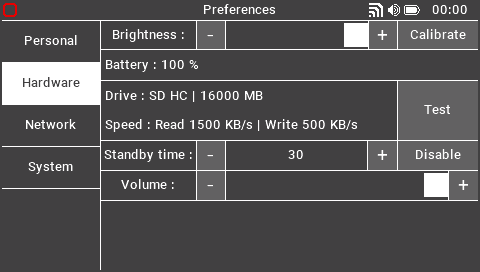 Preferences
00:00
Personal
Hardware
Network
System
Brightness :
-
+
Calibrate
Battery : 100 %
Drive : SD HC | 16000 MB
Speed : Read 1500 KB/s | Write 500 KB/s
Test
Standby time :
-
30
+
Disable
Volume :
-
+